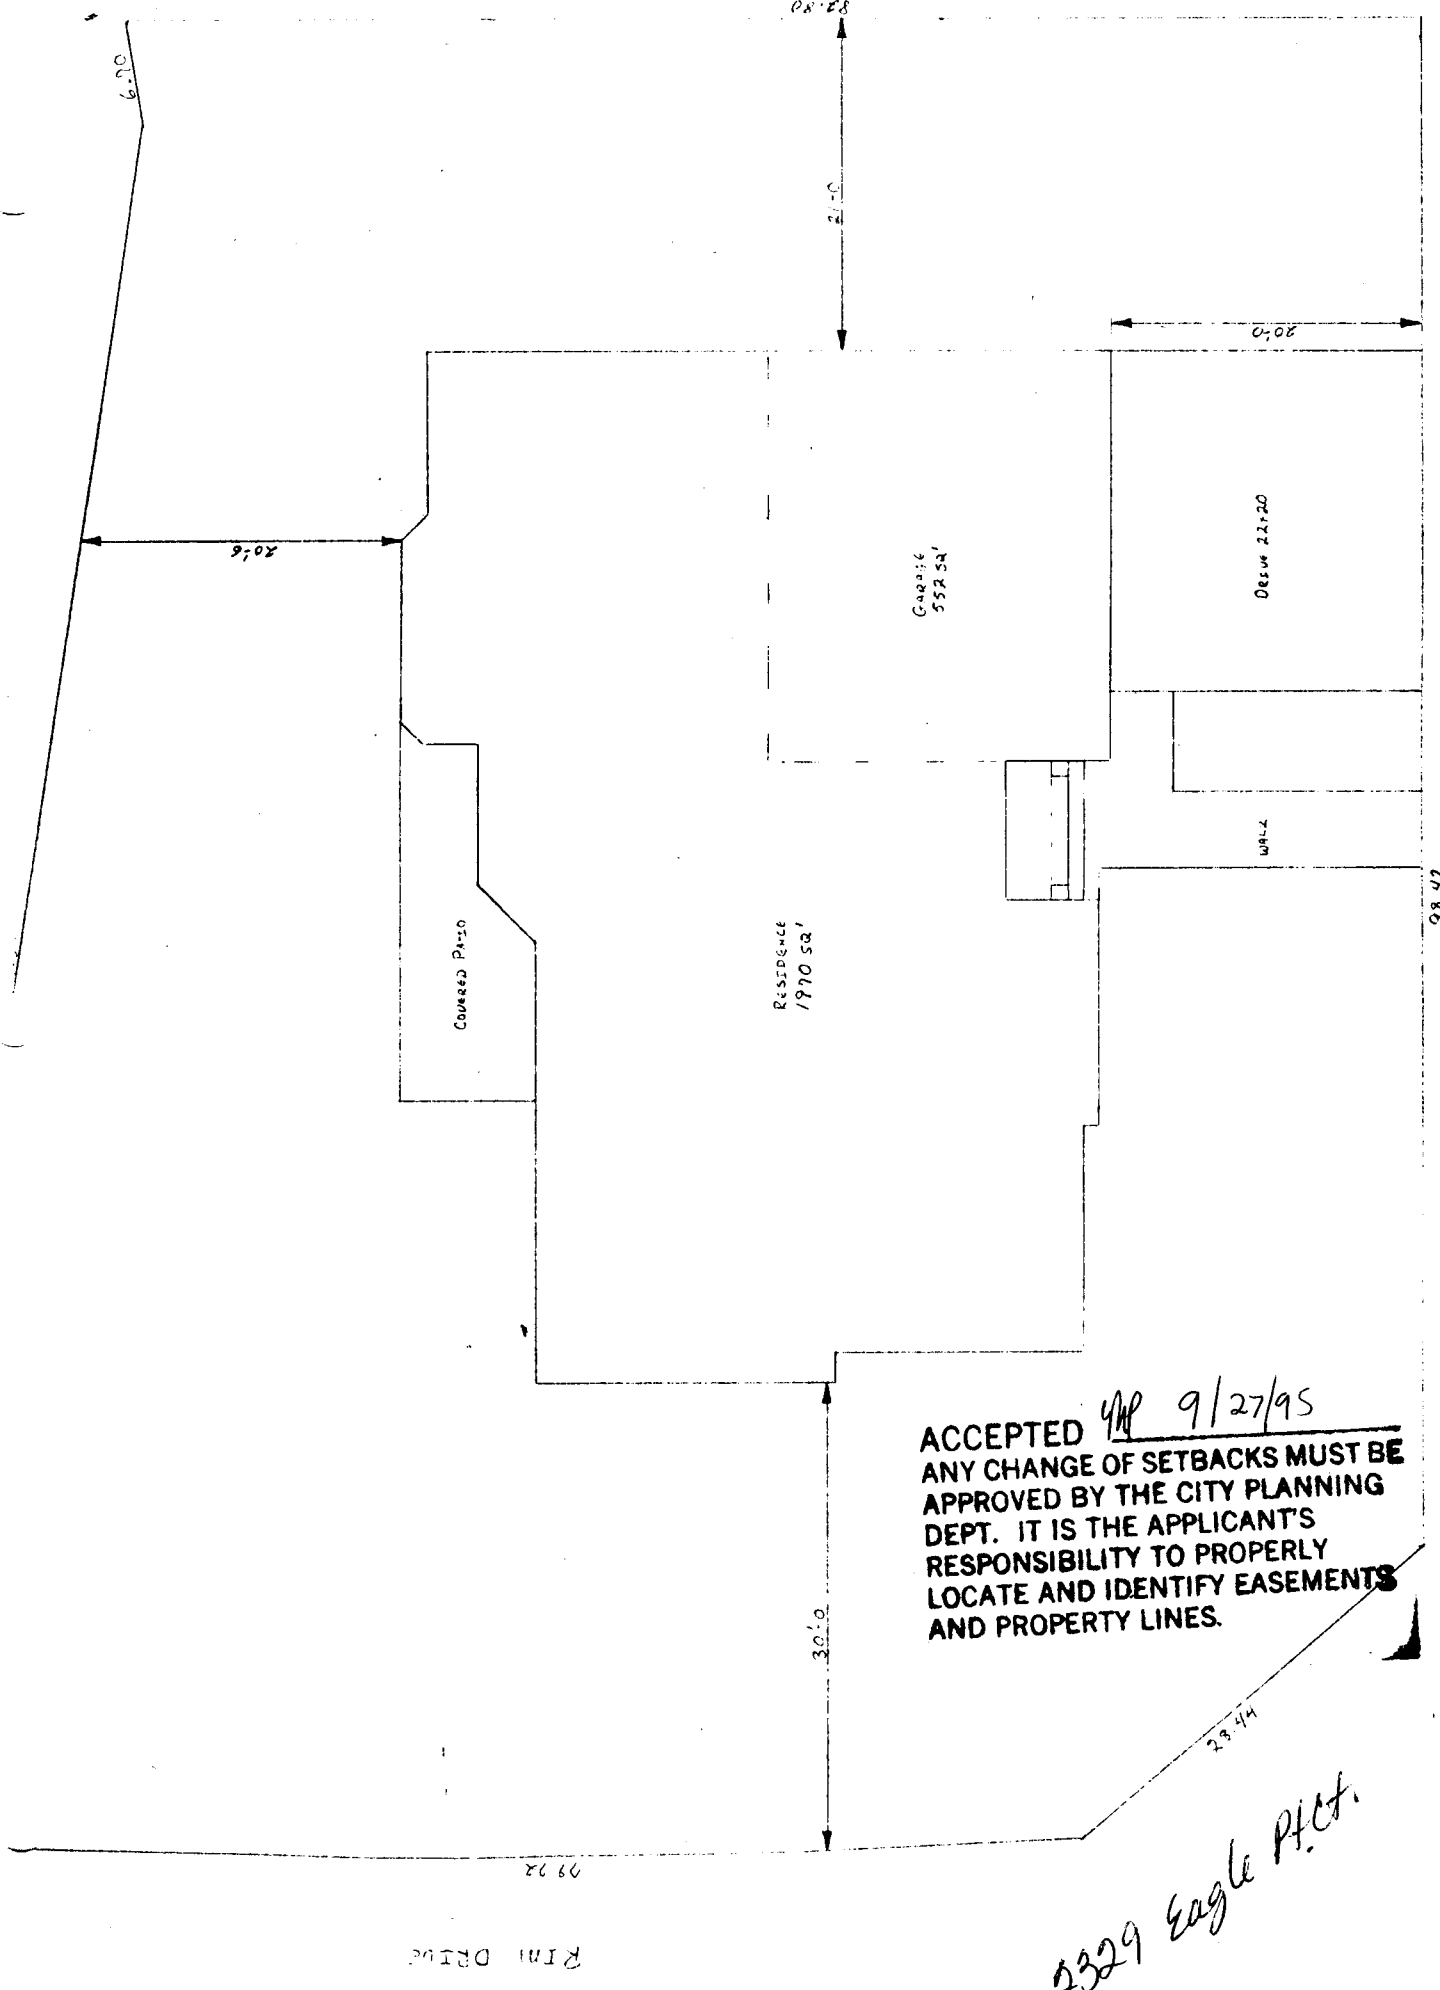 82.80
6.70
21-0
20'-0
20'6
GARAGE
552 SQ'
DRIVE 22x20
WALK
98.42
COVERED PATIO
RESIDENCE
1970 SQ'
ACCEPTED 9/27/95
ANY CHANGE OF SETBACKS MUST BE
APPROVED BY THE CITY PLANNING
DEPT. IT IS THE APPLICANT'S
RESPONSIBILITY TO PROPERLY
LOCATE AND IDENTIFY EASEMENTS
AND PROPERTY LINES.
30'-0
28.44
RIM DRIVE
2329 Eagle Pt. Ct.